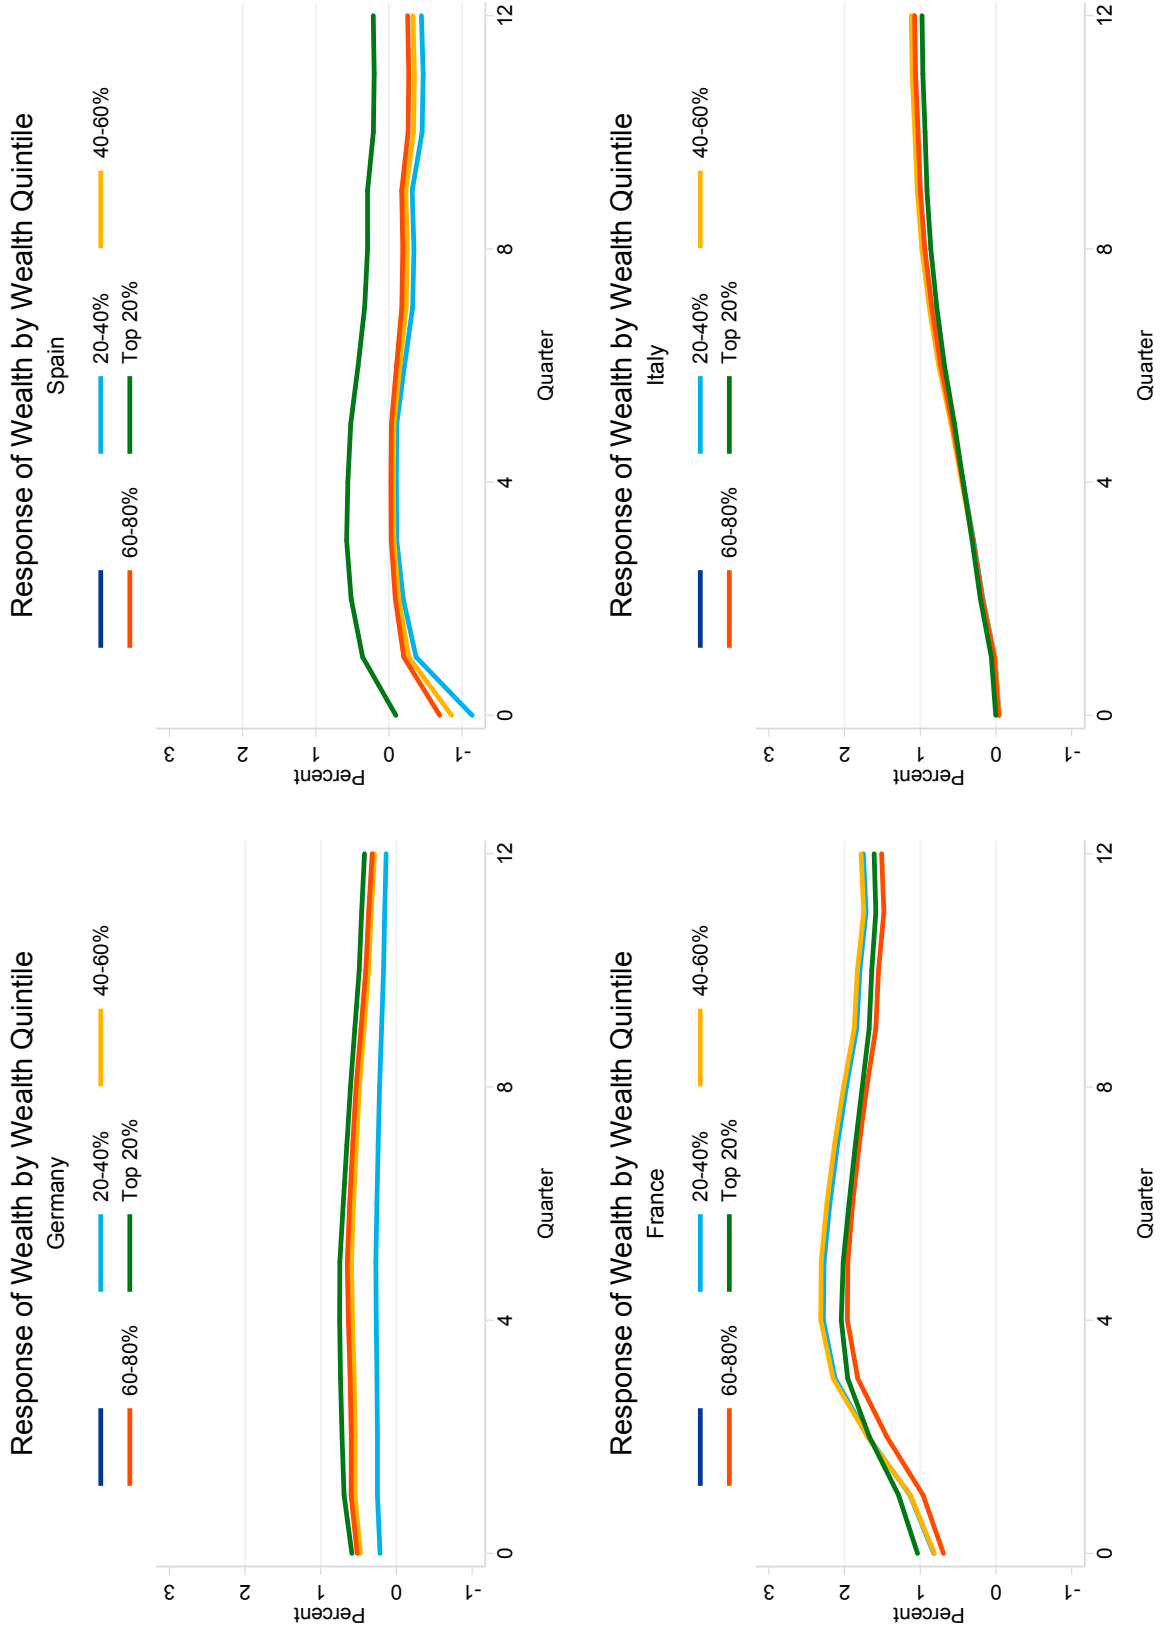 Response of Wealth by Wealth Quintile
Germany
20-40% 40-60%
60-80% Top 20%
3
2
1
0
-1
Percent
0 4 8 12
Quarter
Response of Wealth by Wealth Quintile
Spain
20-40% 40-60%
60-80% Top 20%
3
2
1
0
-1
Percent
0 4 8 12
Quarter
Response of Wealth by Wealth Quintile
France
20-40% 40-60%
60-80% Top 20%
3
2
1
0
-1
Percent
0 4 8 12
Quarter
Response of Wealth by Wealth Quintile
Italy
20-40% 40-60%
60-80% Top 20%
3
2
1
0
-1
Percent
0 4 8 12
Quarter